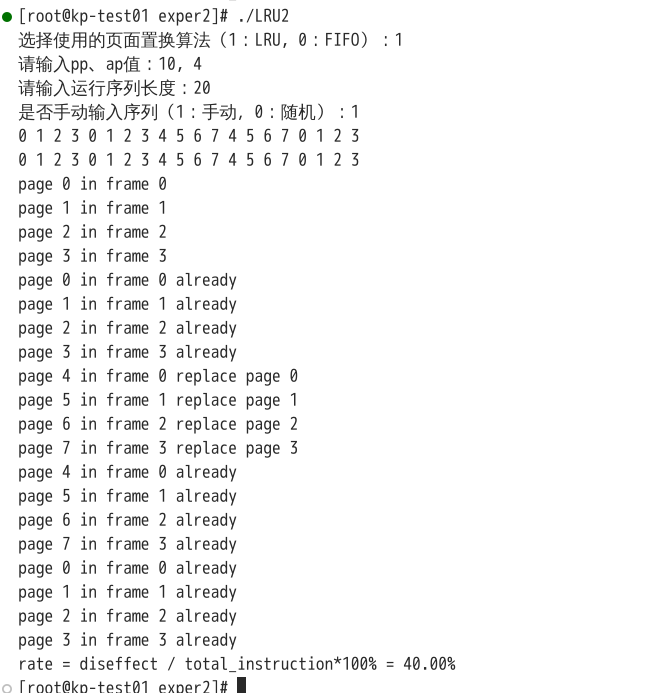 [root@kp-test01 exper2]# ./LRU2
选择使用的页面置换算法（1：LRU, 0：FIFO）：1
请输入pp、ap值：10, 4
请输入运行序列长度：20
是否手动输入序列（1：手动, 0：随机）：1
0 1 2 3 0 1 2 3 4 5 6 7 4 5 6 7 0 1 2 3
0 1 2 3 0 1 2 3 4 5 6 7 4 5 6 7 0 1 2 3
page 0 in frame 0
page 1 in frame 1
page 2 in frame 2
page 3 in frame 3
page 0 in frame 0 already
page 1 in frame 1 already
page 2 in frame 2 already
page 3 in frame 3 already
page 4 in frame 0 replace page 0
page 5 in frame 1 replace page 1
page 6 in frame 2 replace page 2
page 7 in frame 3 replace page 3
page 4 in frame 0 already
page 5 in frame 1 already
page 6 in frame 2 already
page 7 in frame 3 already
page 0 in frame 0 already
page 1 in frame 1 already
page 2 in frame 2 already
page 3 in frame 3 already
rate = diseffect / total_instruction*100% = 40.00%
[root@kp-test01 exper2]#